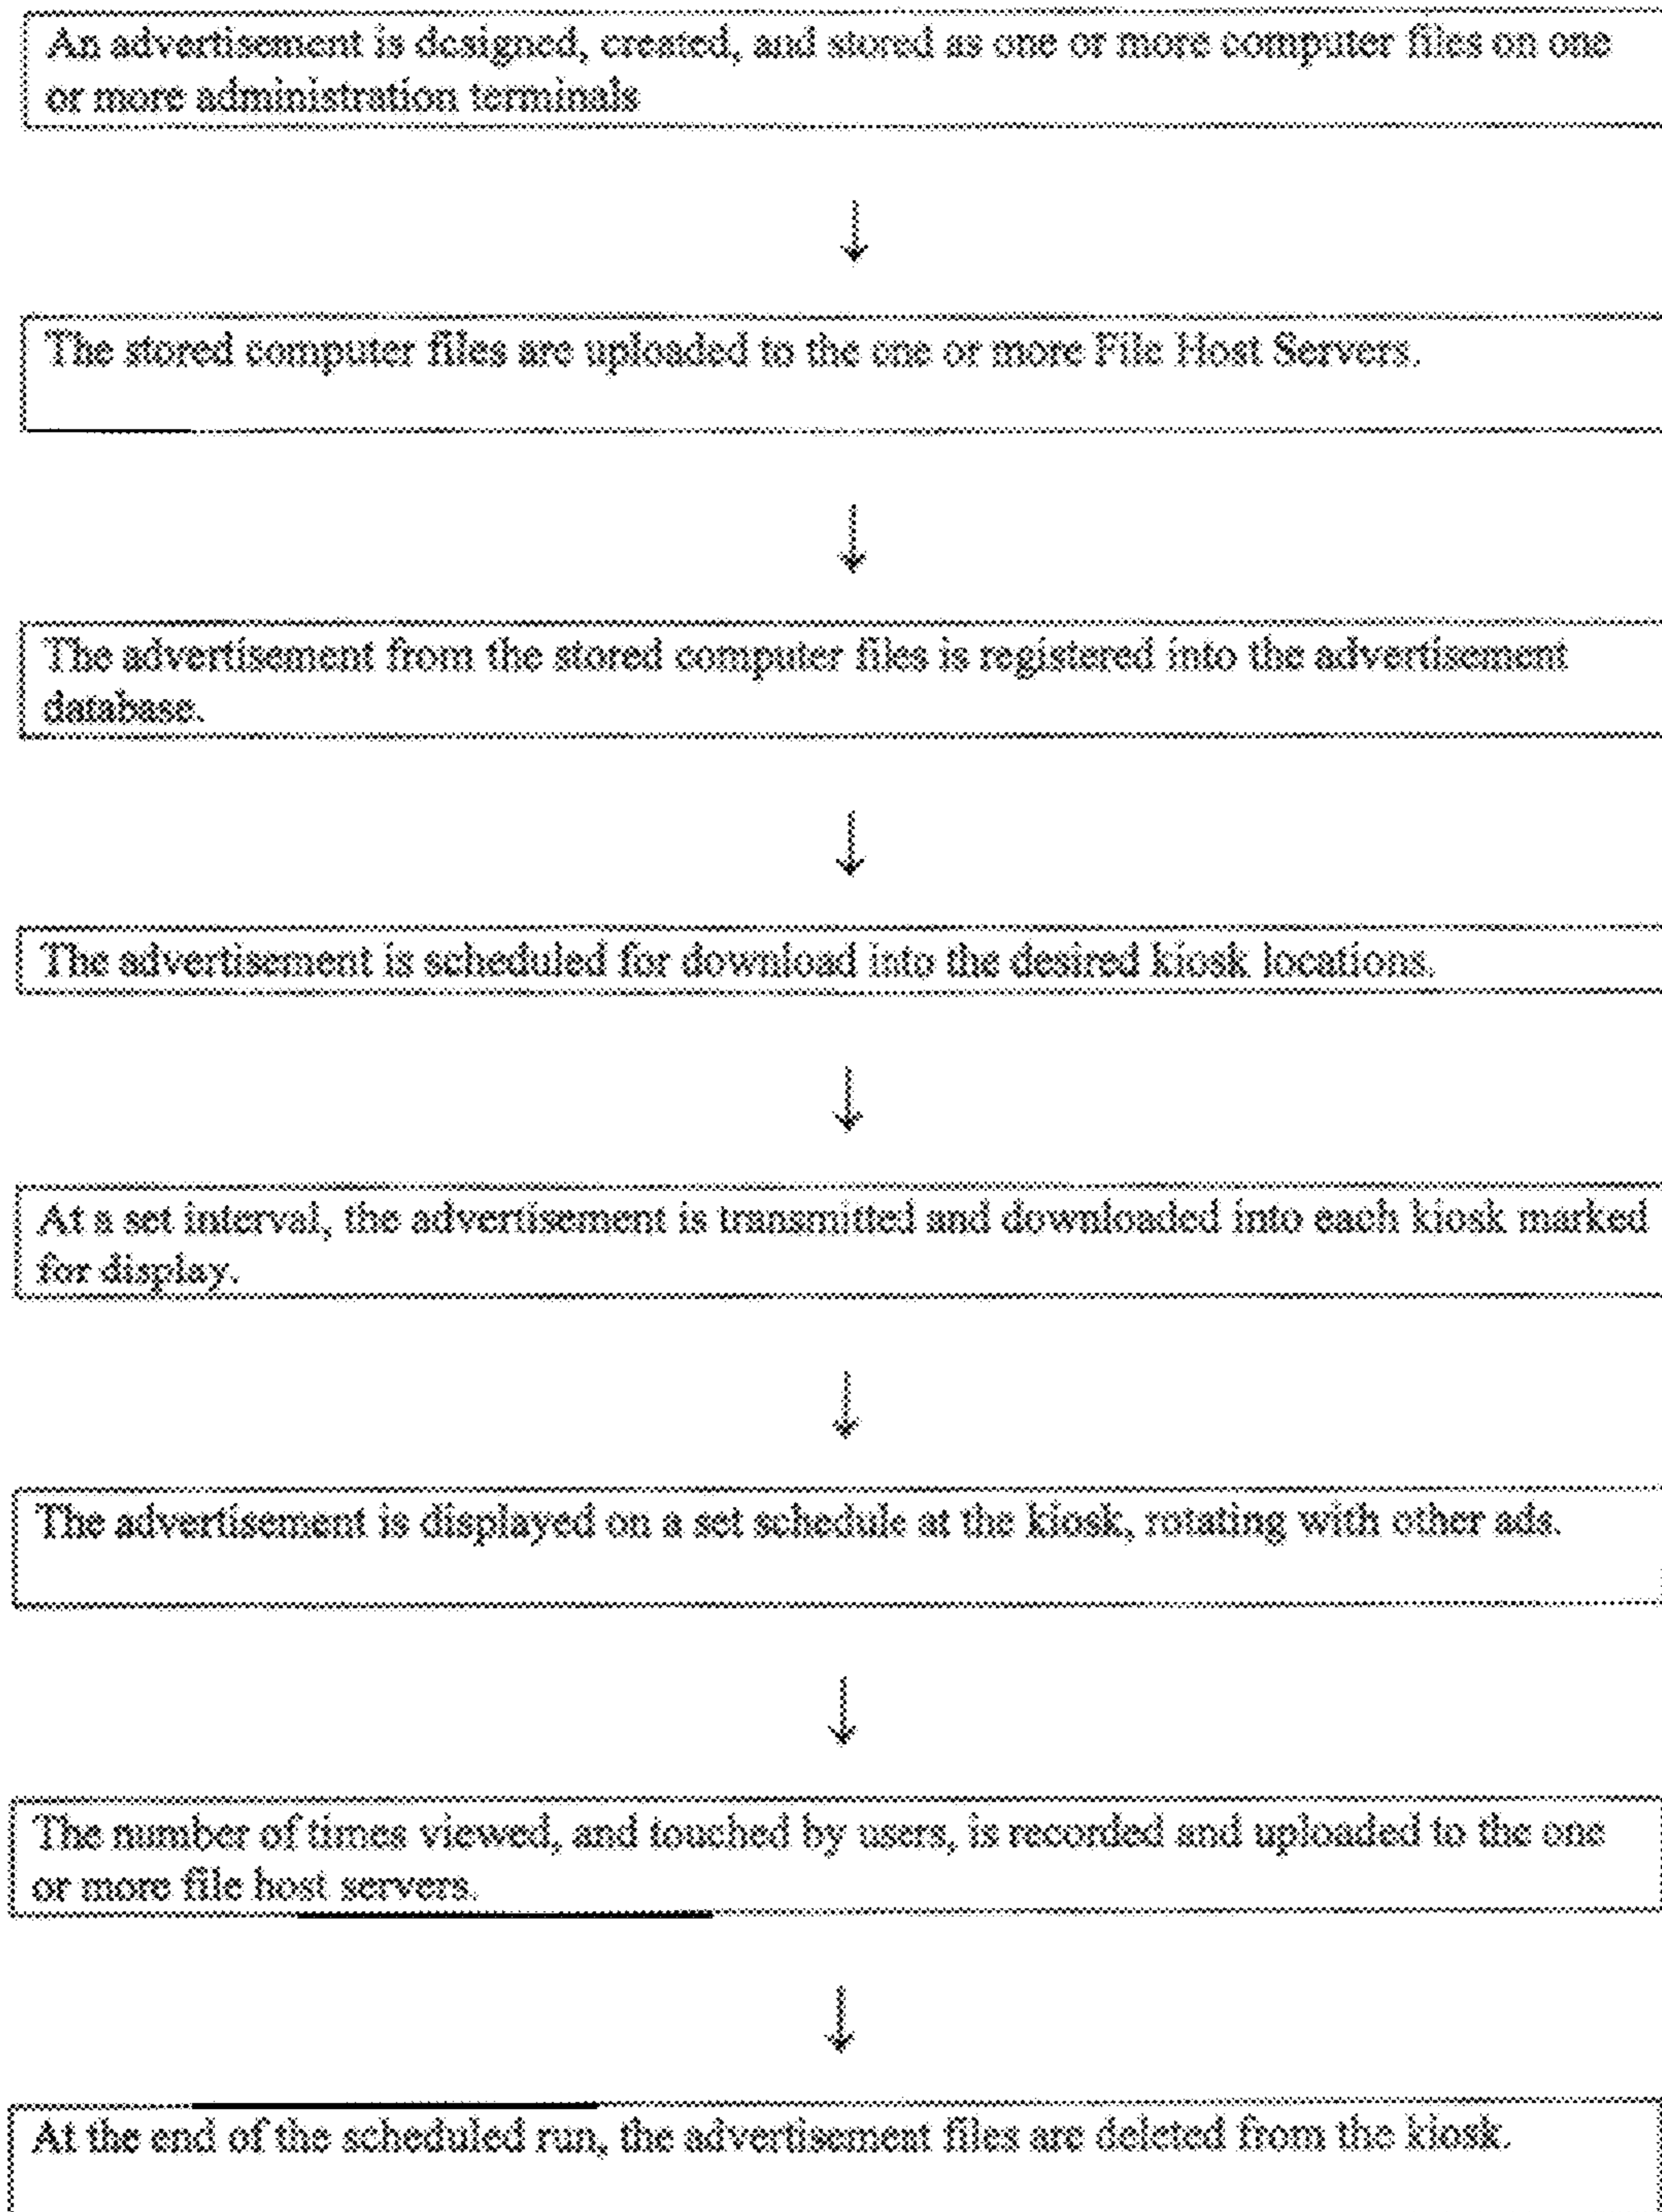 An advertisement is designed, created, and stored as one or more computer files on one
or more administration terminals
The stored computer files are uploaded to the one or more File Host Servers.
The advertisement from the stored computer files is registered into the advertisement
database.
The advertisement is scheduled for download into the desired kiosk locations.
At a set interval, the advertisement is transmitted and downloaded into each kiosk marked
for display.
The advertisement is displayed on a set schedule at the kiosk, rotating with other ads.
The number of times viewed, and touched by users, is recorded and uploaded to the one
or more file host servers.
At the end of the scheduled run, the advertisement files are deleted from the kiosk.